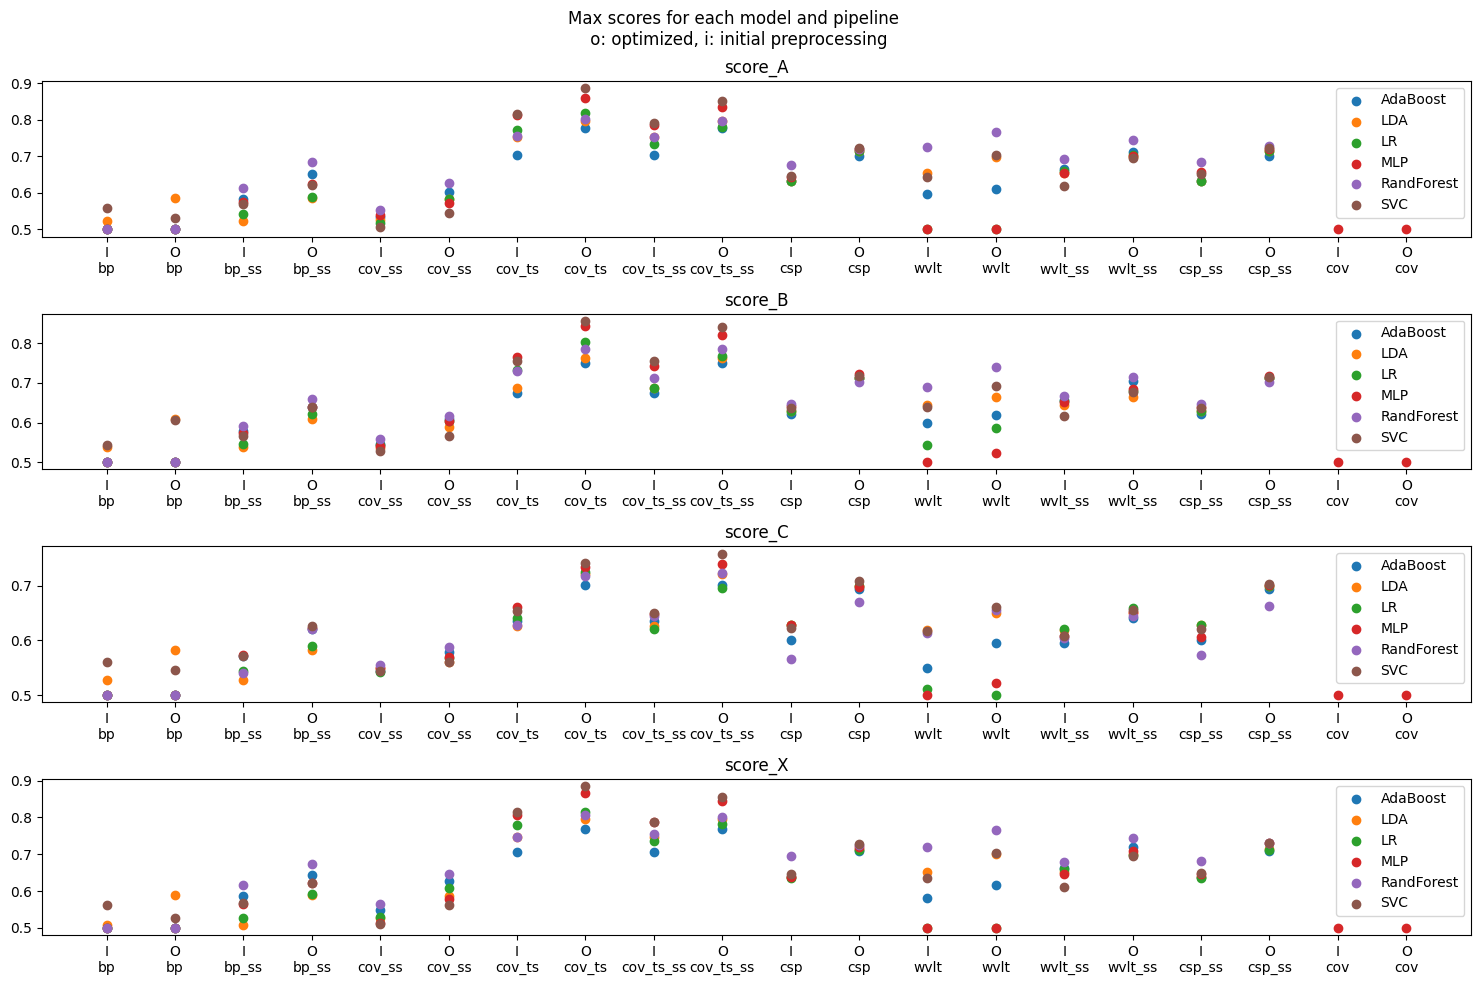 Max scores for each model and pipeline
o: optimized, i: initial preprocessing
score_A
0.9
0.8
0.7
0.6
0.5
AdaBoost
LDA
LR
MLP
RandForest
SVC
I O I O I O I O I O I O I O I O I O I O
bp bp bp_ss bp_ss cov_ss cov_ss cov_ts cov_ts cov_ts_ss cov_ts_ss csp csp wvlt wvlt wvlt_ss wvlt_ss csp_ss csp_ss cov cov
score_B
0.8
0.7
0.6
0.5
AdaBoost
LDA
LR
MLP
RandForest
SVC
I O I O I O I O I O I O I O I O I O I O
bp bp bp_ss bp_ss cov_ss cov_ss cov_ts cov_ts cov_ts_ss cov_ts_ss csp csp wvlt wvlt wvlt_ss wvlt_ss csp_ss csp_ss cov cov
score_C
0.7
0.6
0.5
AdaBoost
LDA
LR
MLP
RandForest
SVC
I O I O I O I O I O I O I O I O I O I O
bp bp bp_ss bp_ss cov_ss cov_ss cov_ts cov_ts cov_ts_ss cov_ts_ss csp csp wvlt wvlt wvlt_ss wvlt_ss csp_ss csp_ss cov cov
score_X
0.9
0.8
0.7
0.6
0.5
AdaBoost
LDA
LR
MLP
RandForest
SVC
I O I O I O I O I O I O I O I O I O I O
bp bp bp_ss bp_ss cov_ss cov_ss cov_ts cov_ts cov_ts_ss cov_ts_ss csp csp wvlt wvlt wvlt_ss wvlt_ss csp_ss csp_ss cov cov